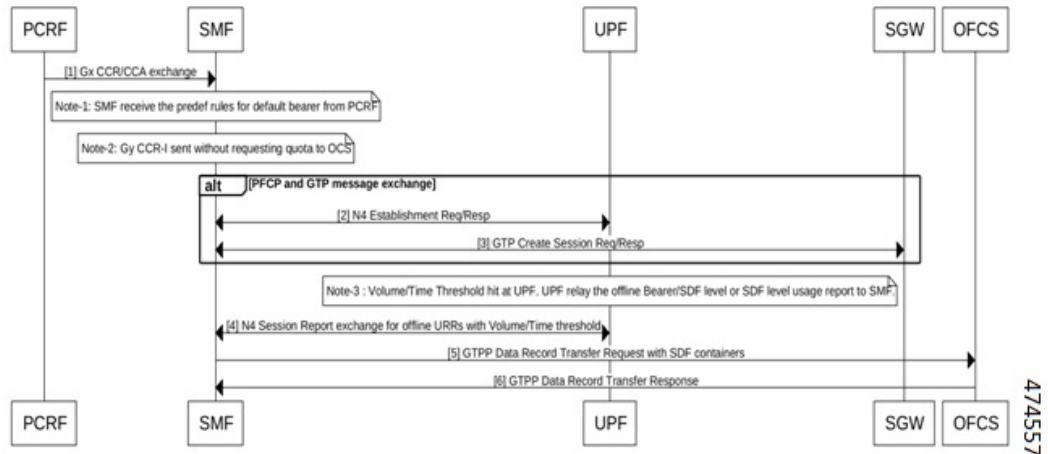 PCRF
SMF
UPF
SGW
OFCS
[1] Gx CCR/CCA exchange
Note-1: SMF receive the predef rules for default bearer from PCRF
Note-2: Gy CCR-I sent without requesting quota to OCS
alt
[PFCP and GTP message exchange]
[2] N4 Establishment Req/Resp
[3] GTP Create Session Req/Resp
Note-3 : Volume/Time Threshold hit at UPF. UPF relay the offline Bearer/SDF level or SDF level usage report to SMF.
[4] N4 Session Report exchange for offline URRs with Volume/Time threshold
[5] GTPP Data Record Transfer Request with SDF containers
[6] GTPP Data Record Transfer Response
PCRF
SMF
UPF
SGW
OFCS
474557